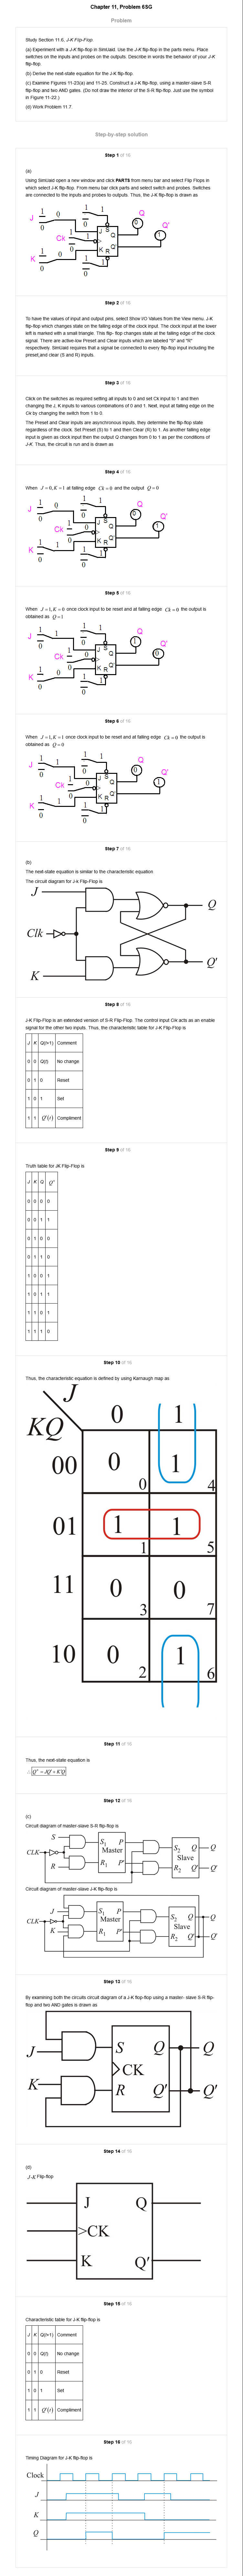 Chapter 11, Problem 6SG
Problem
Study Section 11.6, J-K Flip-Flop.
(a) Experiment with a J-K flip-flop in SimUaid. Use the J-K flip-flop in the parts menu. Place
switches on the inputs and probes on the outputs. Describe in words the behavior of your J-K
flip-flop.
(b) Derive the next-state equation for the J-K flip-flop.
(c) Examine Figures 11-23(a) and 11-25. Construct a J-K flip-flop, using a master-slave S-R
flip-flop and two AND gates. (Do not draw the interior of the S-R flip-flop. Just use the symbol
in Figure 11-22.)
(d) Work Problem 11.7.
Step-by-step solution
Step 1 of 16
(a)
Using SimUaid open a new window and click PARTS from menu bar and select Flip Flops in
which select J-K flip-flop. From menu bar click parts and select switch and probes. Switches
are connected to the inputs and probes to outputs. Thus, the J-K flip-flop is drawn as
J 1 0 0 1 1 0 Q 0
Ck 1 0 1 J S Q Q' 1
K 1 0 0 K R Q' 1 1 0
Step 2 of 16
To have the values of input and output pins, select Show I/O Values from the View menu. J-K
flip-flop which changes state on the falling edge of the clock input. The clock input at the lower
left is marked with a small triangle. This flip- flop changes state at the falling edge of the clock
signal. There are active-low Preset and Clear inputs which are labeled "S" and "R"
respectively. SimUaid requires that a signal be connected to every flip-flop input including the
preset,and clear (S and R) inputs.
Step 3 of 16
Click on the switches as required setting all inputs to 0 and set Ck input to 1 and then
changing the J, K inputs to various combinations of 0 and 1. Next, input at falling edge on the
Ck by changing the switch from 1 to 0.
The Preset and Clear inputs are asynchronous inputs, they determine the flip-flop state
regardless of the clock. Set Preset (S) to 1 and then Clear (R) to 1. As another falling edge
input is given as clock input then the output Q changes from 0 to 1 as per the conditions of
J-K. Thus, the circuit is run and is drawn as
Step 4 of 16
When J = 0, K = 1 at falling edge Ck = 0 and the output Q = 0
J 1 0 0 1 1 0 Q 0
Ck 1 0 0 J S Q Q' 1
K 1 0 1 K R Q' 1 1 0
Step 5 of 16
When J = 1, K = 0 once clock input to be reset and at falling edge Ck = 0 the output is
obtained as Q = 1
J 1 0 1 1 1 0 Q 1
Ck 1 0 0 J S Q Q' 0
K 1 0 0 K R Q' 1 1 0
Step 6 of 16
When J = 1, K = 1 once clock input to be reset and at falling edge Ck = 0 the output is
obtained as Q = 0
J 1 0 1 1 1 0 Q 0
Ck 1 0 0 J S Q Q' 1
K 1 0 1 K R Q' 1 1 0
Step 7 of 16
(b)
The next-state equation is similar to the characteristic equation
The circuit diagram for J-K Flip-Flop is
J
Q
Clk
Q'
K
Step 8 of 16
J-K Flip-Flop is an extended version of S-R Flip-Flop. The control input Clk acts as an enable
signal for the other two inputs. Thus, the characteristic table for J-K Flip-Flop is
J K Q(t+1) Comment
0 0 Q(t) No change
0 1 0 Reset
1 0 1 Set
1 1 Q'(t) Compliment
Step 9 of 16
Truth table for JK Flip-Flop is
J K Q Q+
0 0 0 0
0 0 1 1
0 1 0 0
0 1 1 0
1 0 0 1
1 0 1 1
1 1 0 1
1 1 1 0
Step 10 of 16
Thus, the characteristic equation is defined by using Karnaugh map as
J
KQ 0 1
00 0 0 1 4
01 1 1 1 5
11 0 3 0 7
10 0 2 1 6
Step 11 of 16
Thus, the next-state equation is
∴ Q+ = JQ' + K'Q
Step 12 of 16
(c)
Circuit diagram of master-slave S-R flip-flop is
S S1 P S2 Q Q
CLK Master Slave
R R1 P' R2 Q' Q'
Circuit diagram of master-slave J-K flip-flop is
J S1 P S2 Q Q
CLK Master Slave
K R1 P' R2 Q' Q'
Step 13 of 16
By examining both the circuits circuit diagram of a J-K flop-flop using a master- slave S-R flip-
flop and two AND gates is drawn as
J S Q Q
CK
K R Q' Q'
Step 14 of 16
(d)
J-K Flip-flop
J Q
>CK
K Q'
Step 15 of 16
Characteristic table for J-K flip-flop is
J K Q(t+1) Comment
0 0 Q(t) No change
0 1 0 Reset
1 0 1 Set
1 1 Q'(t) Compliment
Step 16 of 16
Timing Diagram for J-K flip-flop is
Clock
J
K
Q